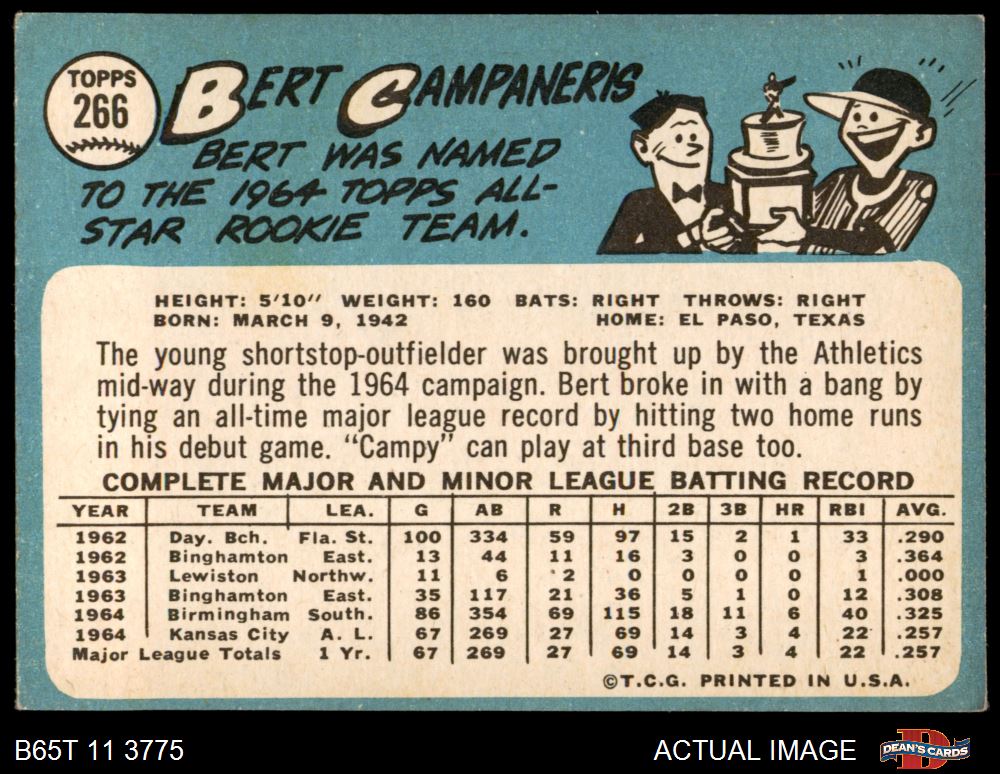 TOPPS
266
BERT CAMPANERIS
BERT WAS NAMED
TO THE 1964 TOPPS ALL-
STAR ROOKIE TEAM.
HEIGHT: 5'10" WEIGHT: 160 BATS: RIGHT THROWS: RIGHT
BORN: MARCH 9, 1942 HOME: EL PASO, TEXAS
The young shortstop-outfielder was brought up by the Athletics
mid-way during the 1964 campaign. Bert broke in with a bang by
tying an all-time major league record by hitting two home runs
in his debut game. "Campy" can play at third base too.
COMPLETE MAJOR AND MINOR LEAGUE BATTING RECORD
YEAR TEAM LEA. G AB R H 2B 3B HR RBI AVG.
1962 Day. Bch. Fla. St. 100 334 59 97 15 2 1 33 .290
1962 Binghamton East. 13 44 11 16 3 0 0 3 .364
1963 Lewiston Northw. 11 6 2 0 0 0 0 1 .000
1963 Binghamton East. 35 117 21 36 5 1 0 12 .308
1964 Birmingham South. 86 354 69 115 18 11 6 40 .325
1964 Kansas City A. L. 67 269 27 69 14 3 4 22 .257
Major League Totals 1 Yr. 67 269 27 69 14 3 4 22 .257
©T.C.G. PRINTED IN U.S.A.
B65T 11 3775 ACTUAL IMAGE DEAN'S CARDS